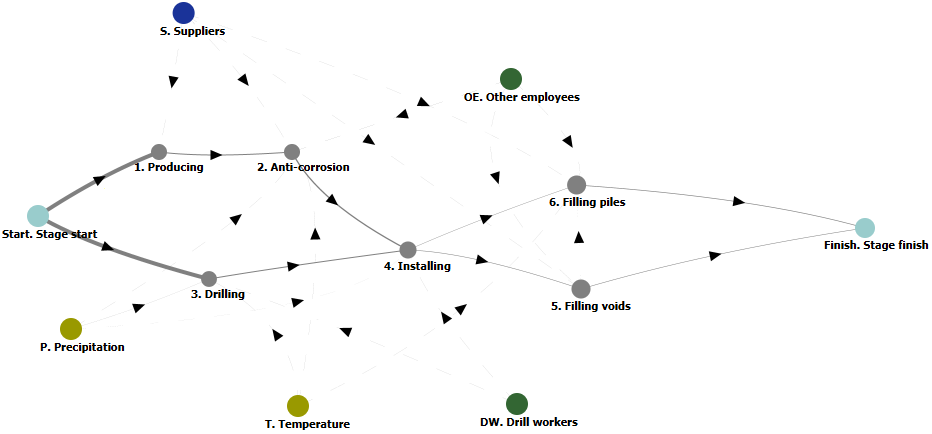 S. Suppliers
OE. Other employees
1. Producing
2. Anti-corrosion
6. Filling piles
Start. Stage start
Finish. Stage finish
4. Installing
3. Drilling
5. Filling voids
P. Precipitation
T. Temperature
DW. Drill workers